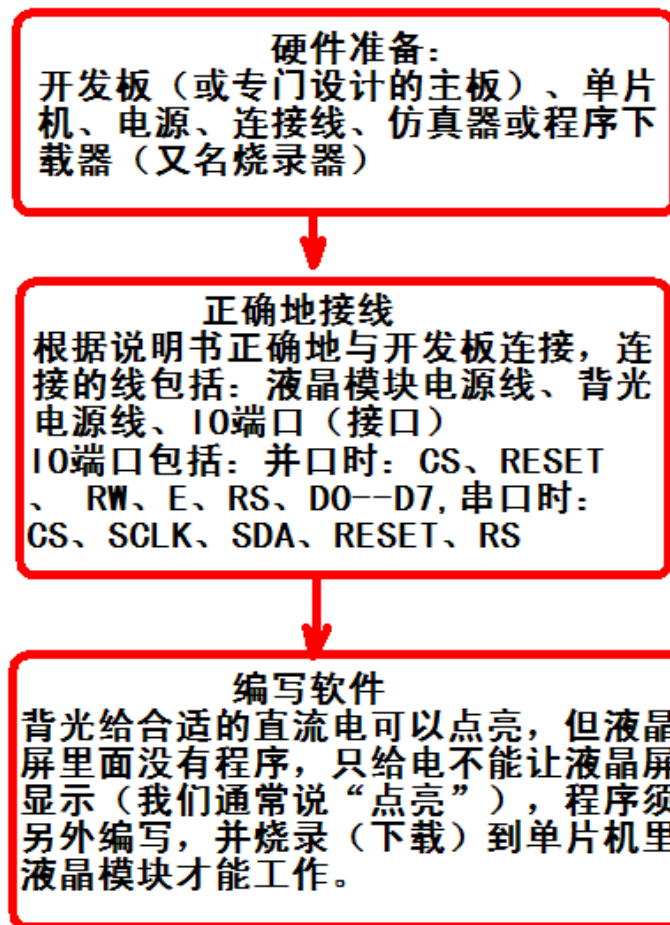 硬件准备：
开发板（或专门设计的主板）、单片
机、电源、连接线、仿真器或程序下
载器（又名烧录器）
正确地接线
根据说明书正确地与开发板连接，连
接的线包括：液晶模块电源线、背光
电源线、IO端口（接口）
IO端口包括：并口时：CS、RESET
、 RW、E、RS、D0--D7,串口时：
CS、SCLK、SDA、RESET、RS
编写软件
背光给合适的直流电可以点亮，但液晶
屏里面没有程序，只给电不能让液晶屏
显示（我们通常说“点亮”），程序须
另外编写，并烧录（下载）到单片机里
液晶模块才能工作。